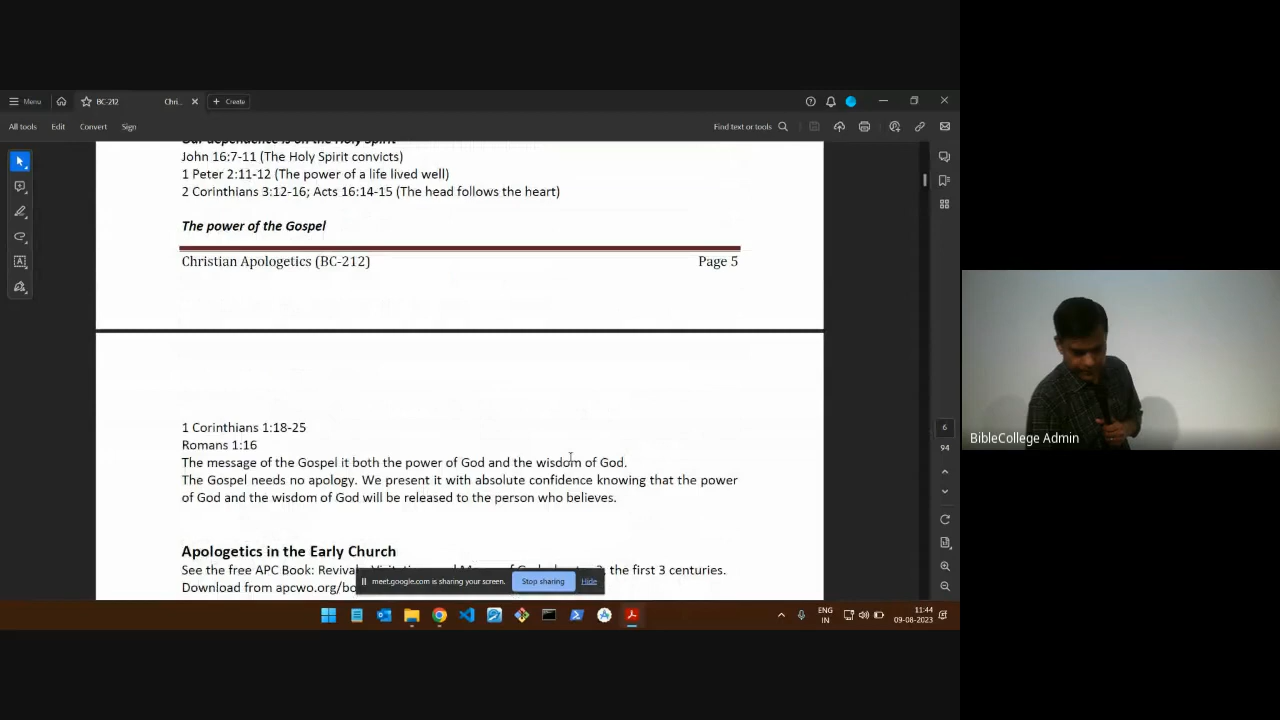 Menu
BC-212
Chri...
Create
All tools
Edit
Convert
Sign
Find text or tools
Our dependence is on the Holy Spirit
John 16:7-11 (The Holy Spirit convicts)
1 Peter 2:11-12 (The power of a life lived well)
2 Corinthians 3:12-16; Acts 16:14-15 (The head follows the heart)
The power of the Gospel
Christian Apologetics (BC-212)
Page 5
1 Corinthians 1:18-25
Romans 1:16
The message of the Gospel it both the power of God and the wisdom of God.
The Gospel needs no apology. We present it with absolute confidence knowing that the power
of God and the wisdom of God will be released to the person who believes.
Apologetics in the Early Church
See the free APC Book: Revival the first 3 centuries.
Download from apcwo.org/bo
meet.google.com is sharing your screen.
Stop sharing
Hide
6
94
ENG
IN
11:44
09-08-2023
BibleCollege Admin